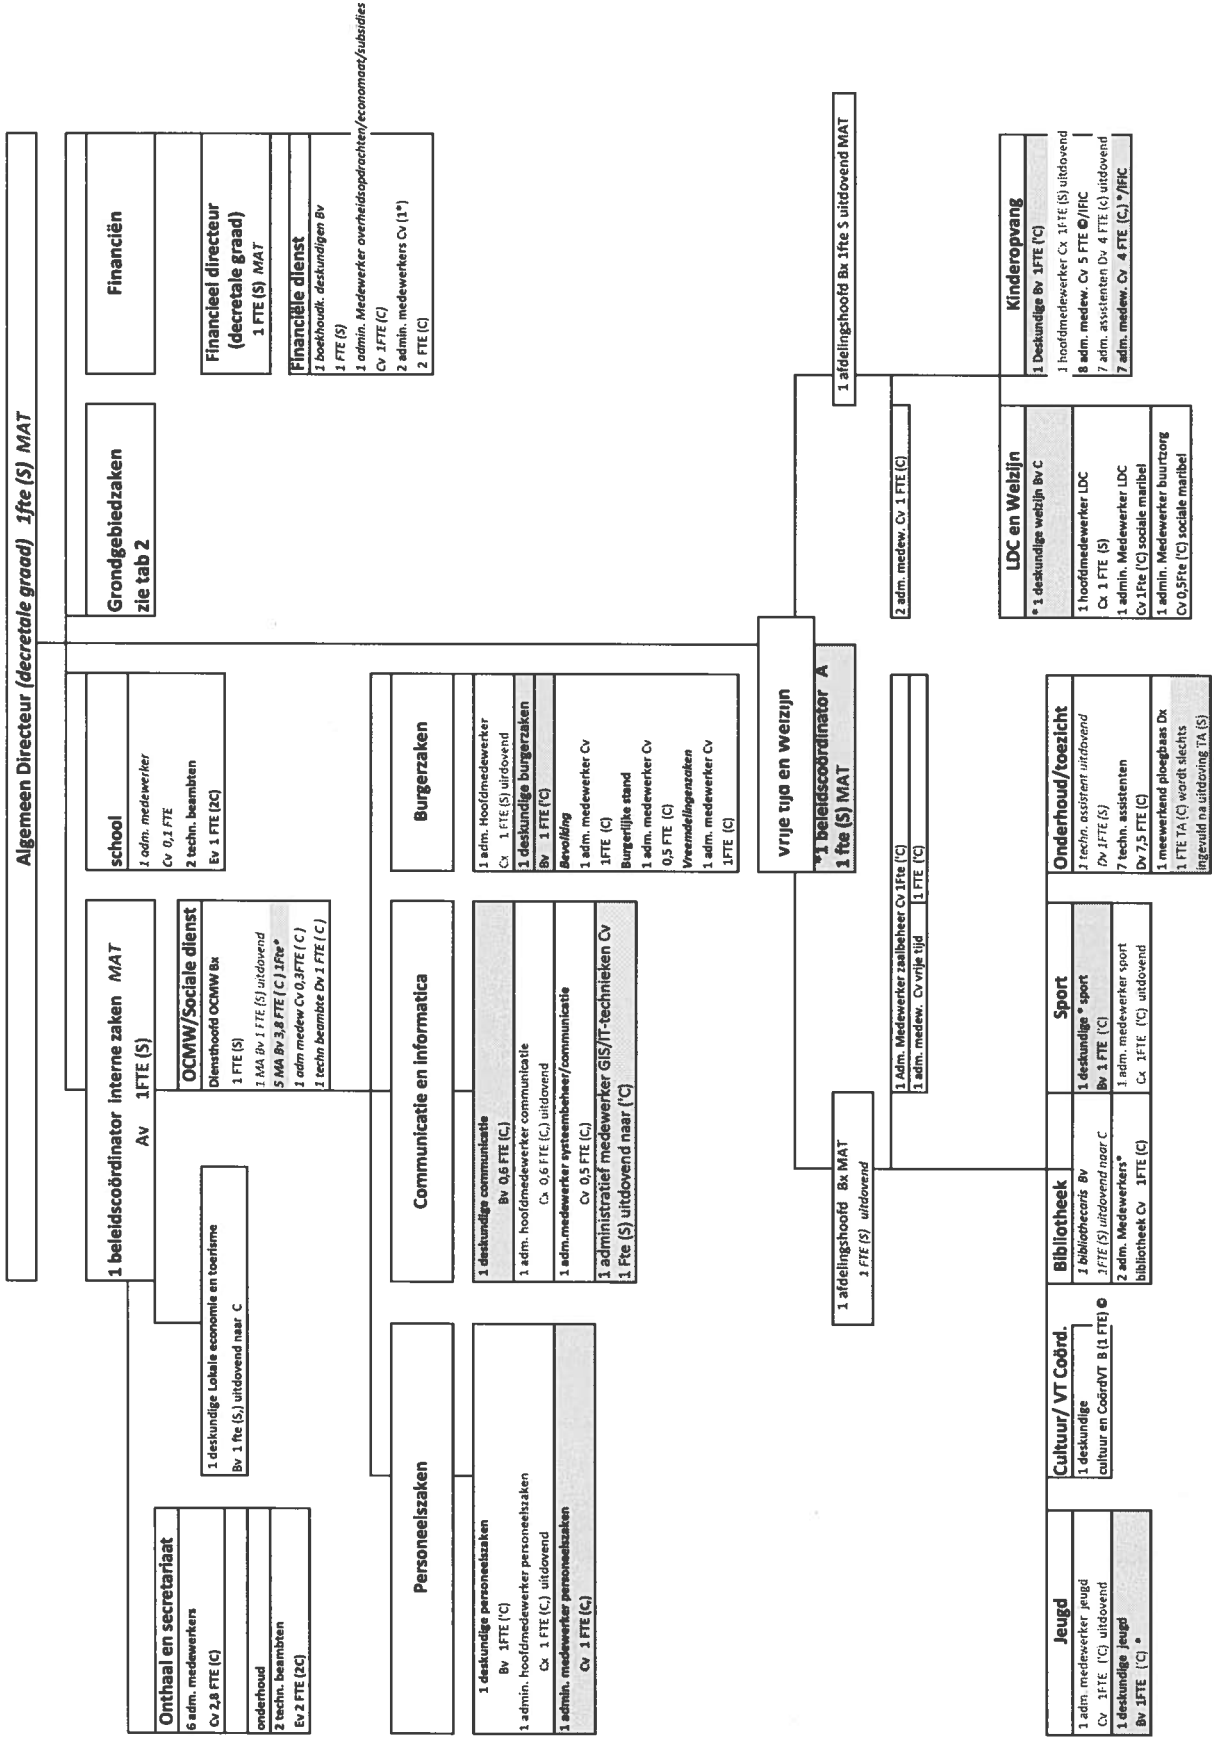 Algemeen Directeur (decretale graad) 1fte (S) MAT
1 beleidscoördinator interne zaken MAT
Av 1FTE (S)
school
1 adm. medewerker
Cv 0,1 FTE
2 techn. beambten
Ev 1 FTE (2C)
Grondgebiedzaken
zie tab 2
Financiën
Financieel directeur
(decretale graad)
1 FTE (S) MAT
Financiële dienst
1 boekhoudk. deskundigen Bv
1 FTE (S)
1 admin. Medewerker overheidsopdrachten/economaat/subsidies
Cv 1FTE (C)
2 admin. medewerkers Cv (1*)
2 FTE (C)
Onthaal en secretariaat
6 adm. medewerkers
Cv 2,8 FTE (C)
onderhoud
2 techn. beambten
Ev 2 FTE (2C)
1 deskundige Lokale economie en toerisme
Bv 1 fte (S,) uitdovend naar C
OCMW/Sociale dienst
Diensthoofd OCMW Bx
1 FTE (S)
1 MA Bv 1 FTE (S) uitdovend
5 MA Bv 3,8 FTE ( C ) 1Fte*
1 adm medew Cv 0,3FTE ( C )
1 techn beambte Dv 1 FTE ( C )
Personeelszaken
1 deskundige personeelszaken
Bv 1FTE ('C)
1 admin. hoofdmedewerker personeelszaken
Cx 1 FTE (C,) uitdovend
1 admin. medewerker personeelszaken
Cv 1 FTE (C,)
Communicatie en informatica
1 deskundige communicatie
Bv 0,6 FTE (C,)
1 adm. hoofdmedewerker communicatie
Cx 0,6 FTE (C,) uitdovend
1 adm.medewerker systeembeheer/communicatie
Cv 0,5 FTE (C,)
1 administratief medewerker GIS/IT-technieken Cv
1 Fte (S) uitdovend naar ('C)
Burgerzaken
1 adm. Hoofdmedewerker
Cx 1 FTE (S) uirdovend
1 deskundige burgerzaken
Bv 1 FTE ('C)
Bevolking
1 adm. medewerker Cv
1FTE (C)
Burgerlijke stand
1 adm. medewerker Cv
0,5 FTE (C)
Vreemdelingenzaken
1 adm. medewerker Cv
1FTE (C)
vrije tijd en welzijn
*1 beleidscoördinator A
1 fte (S) MAT
1 afdelingshoofd Bx MAT
1 FTE (S) uitdovend
1 afdelingshoofd Bx 1fte S uitdovend MAT
1 Adm. Medewerker zaalbeheer Cv 1Fte ('C)
1 adm. medew. Cv vrije tijd 1 FTE ('C)
2 adm. medew. Cv 1 FTE (C)
Jeugd
1 adm. medewerker jeugd
Cv 1FTE ('C) uitdovend
1 deskundige jeugd
Bv 1FTE ('C) *
Cultuur/ VT Coörd.
1 deskundige
cultuur en CoördVT B (1 FTE) ©
Bibliotheek
1 bibliothecaris Bv
1FTE (S) uitdovend naar C
2 adm. Medewerkers*
bibliotheek Cv 1FTE (C)
Sport
1 deskundige * sport
Bv 1 FTE ('C)
1 adm. medewerker sport
Cx 1FTE ('C) uitdovend
Onderhoud/toezicht
1 techn. assistent uitdovend
Dv 1FTE (S)
7 techn. assistenten
Dv 7,5 FTE (C)
1 meewerkend ploegbaas Dx
1 FTE TA (C) wordt slechts
ingevuld na uitdoving TA (S)
LDC en Welzijn
* 1 deskundige welzijn Bv C
1 hoofdmedewerker LDC
Cx 1 FTE (S)
1 admin. Medewerker LDC
Cv 1Fte ('C) sociale maribel
1 admin. Medewerker buurtzorg
Cv 0,5Fte ('C) sociale maribel
Kinderopvang
1 Deskundige Bv 1FTE ('C)
1 hoofdmedewerker Cx 1FTE (S) uitdovend
8 adm. medew. Cv 5 FTE ©/IFIC
7 adm. assistenten Dv 4 FTE (c) uitdovend
7 adm. medew. Cv 4 FTE (C,) */IFIC